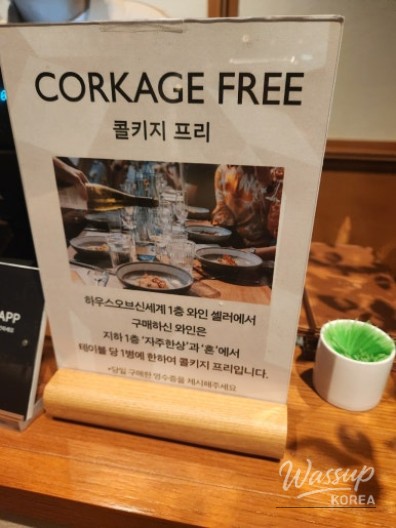 CORKAGE FREE
콜키지 프리
하우스오브신세계 1층 와인 셀러에서
구매하신 와인은
지하 1층 '자주한상'과 '호'에서
테이블 당 1병에 한하여 콜키지 프리입니다.
*당일 구매한 영수증을 제시해주세요
APP
Wassup
KOREA